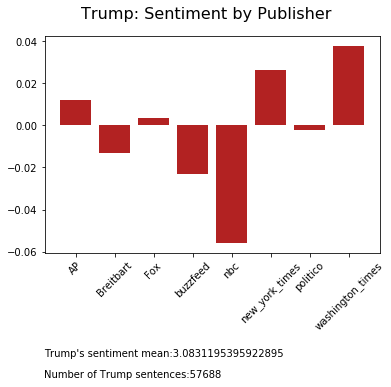 Trump: Sentiment by Publisher
0.04
0.02
0.00
−0.02
−0.04
−0.06
AP
Breitbart
Fox
buzzfeed
nbc
new_york_times
politico
washington_times
Trump's sentiment mean:3.0831195395922895
Number of Trump sentences:57688